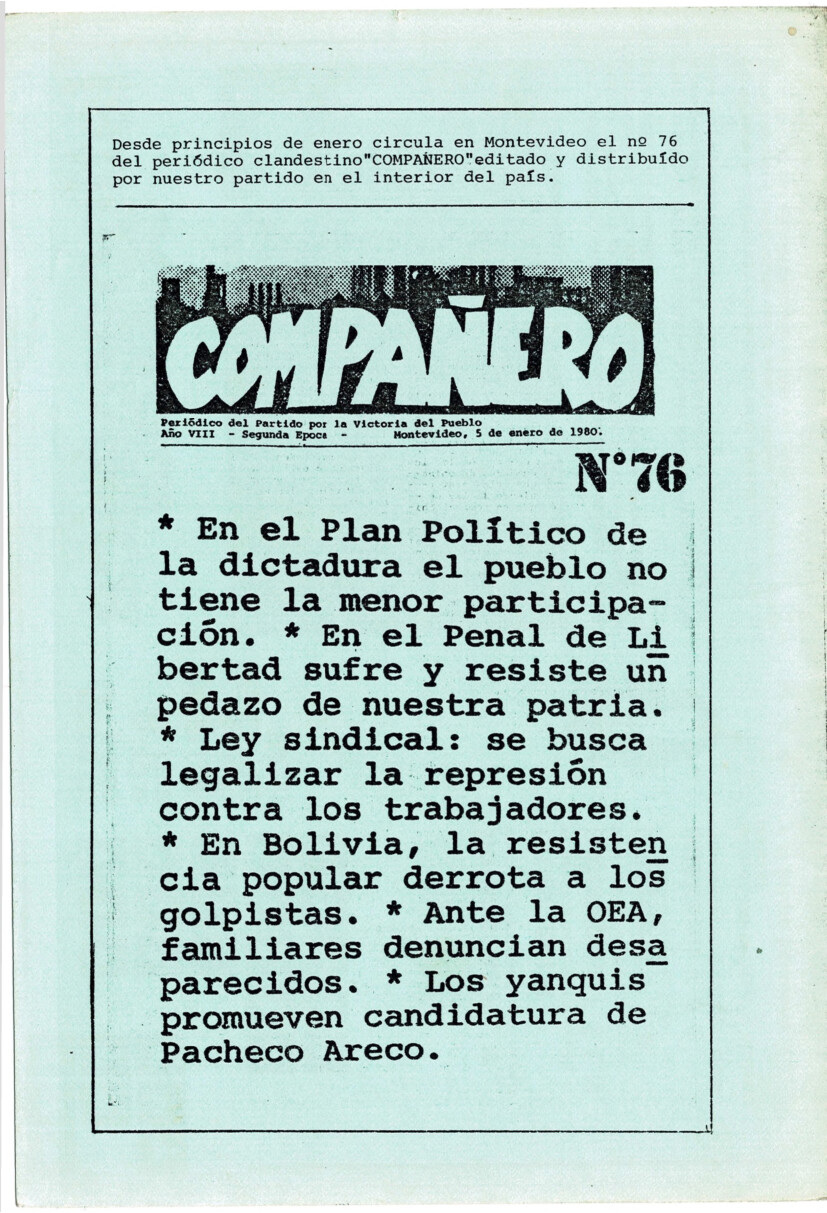 Desde principios de enero circula en Montevideo el nº 76
del periódico clandestino"COMPAÑERO"editado y distribuído
por nuestro partido en el interior del país.
COMPAÑERO
Periódico del Partido por la Victoria del Pueblo
Año VIII - Segunda Epoca - Montevideo, 5 de enero de 1980.
Nº 76
* En el Plan Político de
la dictadura el pueblo no
tiene la menor participa-
ción. * En el Penal de Li
bertad sufre y resiste un
pedazo de nuestra patria.
* Ley sindical: se busca
legalizar la represión
contra los trabajadores.
* En Bolivia, la resisten
cia popular derrota a los
golpistas. * Ante la OEA,
familiares denuncian desa
parecidos. * Los yanquis
promueven candidatura de
Pacheco Areco.